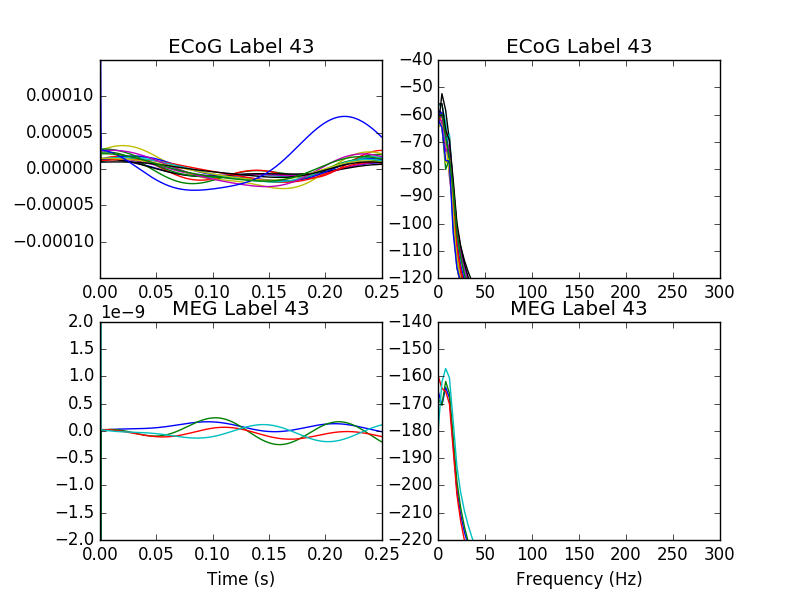 ECoG Label 43
ECoG Label 43
0.00010
0.00005
0.00000
−0.00005
−0.00010
0.00 0.05 0.10 0.15 0.20 0.25
−40
−50
−60
−70
−80
−90
−100
−110
−120
0 50 100 150 200 250 300
MEG Label 43
MEG Label 43
1e−9
2.0
1.5
1.0
0.5
0.0
−0.5
−1.0
−1.5
−2.0
0.00 0.05 0.10 0.15 0.20 0.25
Time (s)
−140
−150
−160
−170
−180
−190
−200
−210
−220
0 50 100 150 200 250 300
Frequency (Hz)